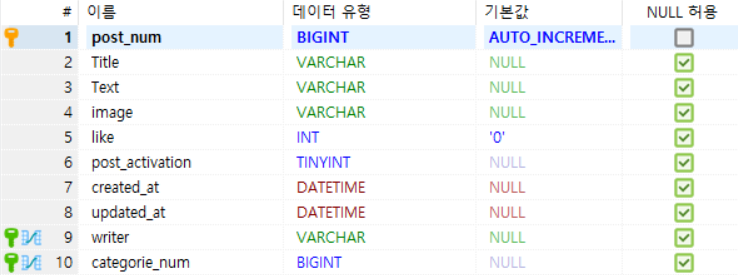 # 이름 데이터 유형 기본값 NULL 허용
1 post_num BIGINT AUTO_INCREME...
2 Title VARCHAR NULL
3 Text VARCHAR NULL
4 image VARCHAR NULL
5 like INT '0'
6 post_activation TINYINT NULL
7 created_at DATETIME NULL
8 updated_at DATETIME NULL
9 writer VARCHAR NULL
10 categorie_num BIGINT NULL